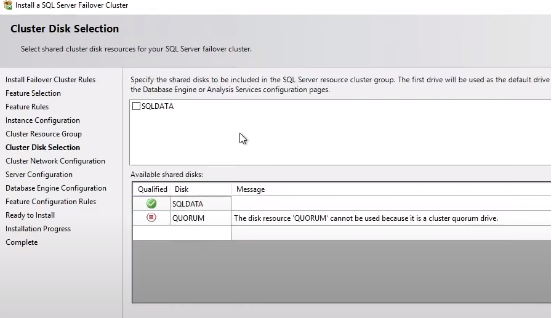 Install a SQL Server Failover Cluster
Cluster Disk Selection
Select shared cluster disk resources for your SQL Server failover cluster.
Install Failover Cluster Rules
Feature Selection
Feature Rules
Instance Configuration
Cluster Resource Group
Cluster Disk Selection
Cluster Network Configuration
Server Configuration
Database Engine Configuration
Feature Configuration Rules
Ready to Install
Installation Progress
Complete
Specify the shared disks to be included in the SQL Server resource cluster group. The first drive will be used as the default drive
the Database Engine or Analysis Services configuration pages.
SQLDATA
Available shared disks:
Qualified Disk Message
SQLDATA
QUORUM The disk resource 'QUORUM' cannot be used because it is a cluster quorum drive.